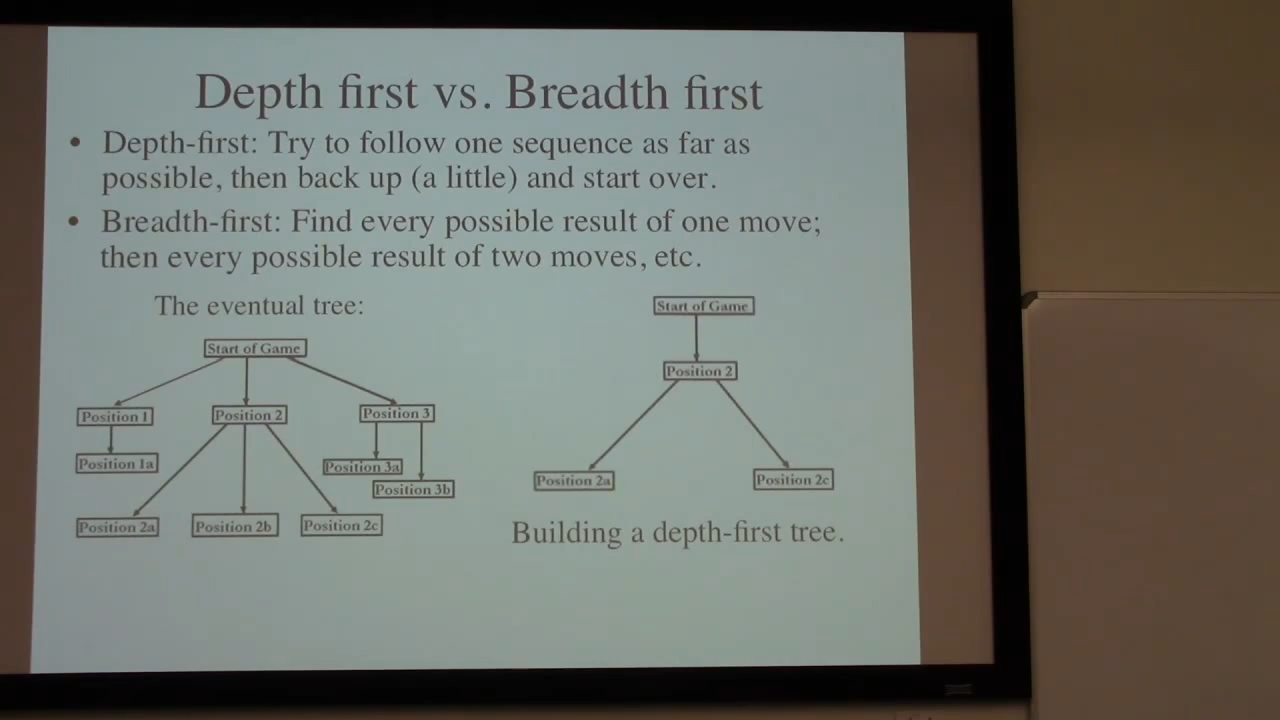 Depth first vs. Breadth first
• Depth-first: Try to follow one sequence as far as
possible, then back up (a little) and start over.
• Breadth-first: Find every possible result of one move;
then every possible result of two moves, etc.
The eventual tree:
Start of Game
Position 1
Position 2
Position 3
Position 1a
Position 3a
Position 3b
Position 2a
Position 2b
Position 2c
Start of Game
Position 2
Position 2a
Position 2c
Building a depth-first tree.